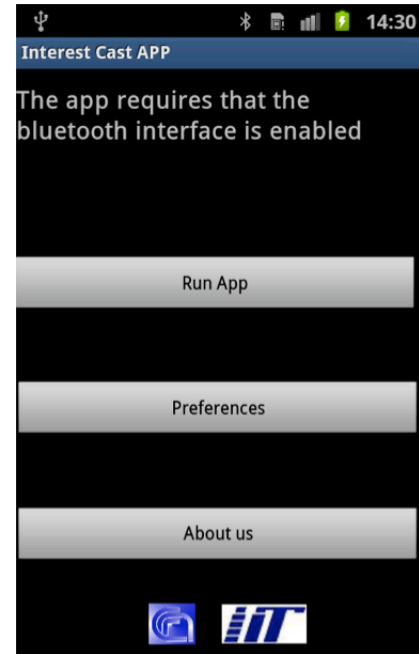 14:30
Interest Cast APP
The app requires that the
bluetooth interface is enabled
Run App
Preferences
About us
IIT